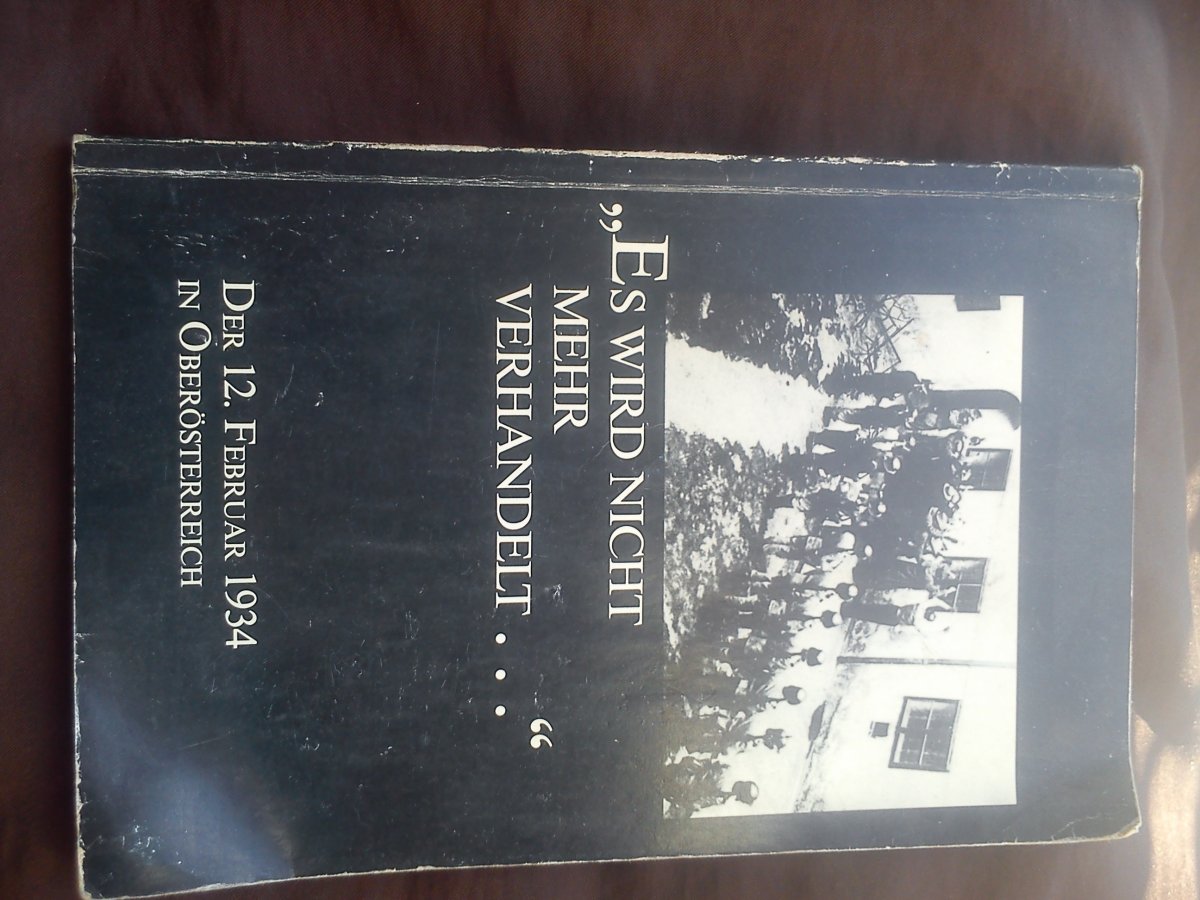 „Es wird nicht
mehr
verhandelt . . .“
Der 12. Februar 1934
in Oberösterreich